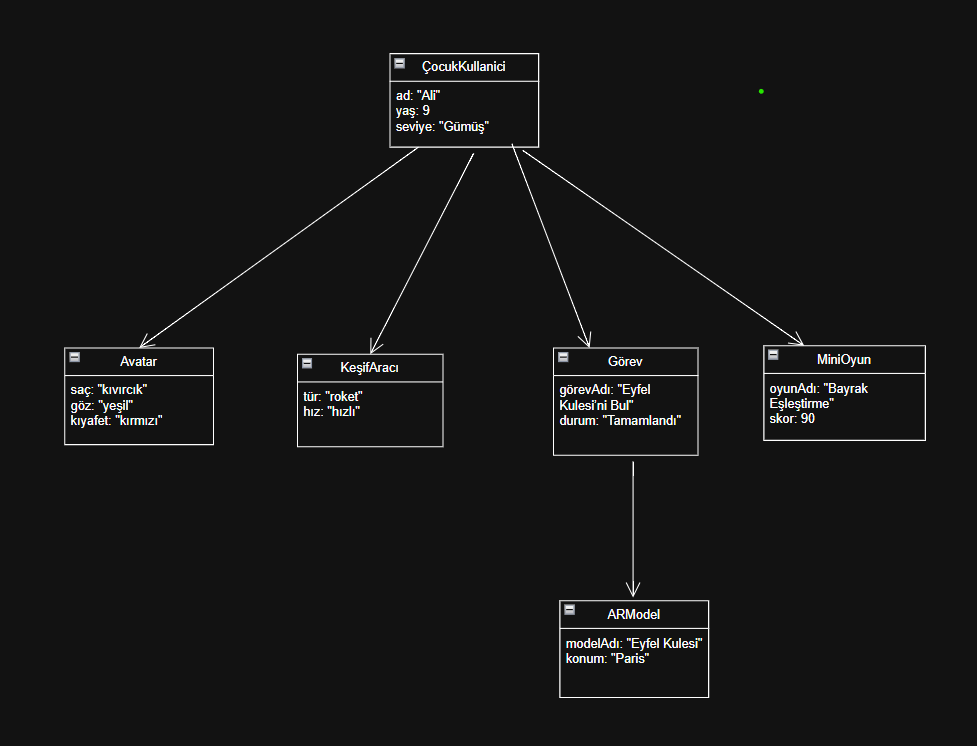 ÇocukKullanici
ad: "Ali"
yaş: 9
seviye: "Gümüş"
Avatar
saç: "kıvırcık"
göz: "yeşil"
kıyafet: "kırmızı"
KeşifAracı
tür: "roket"
hız: "hızlı"
Görev
görevAdı: "Eyfel
Kulesi'ni Bul"
durum: "Tamamlandı"
MiniOyun
oyunAdı: "Bayrak
Eşleştirme"
skor: 90
ARModel
modelAdı: "Eyfel Kulesi"
konum: "Paris"